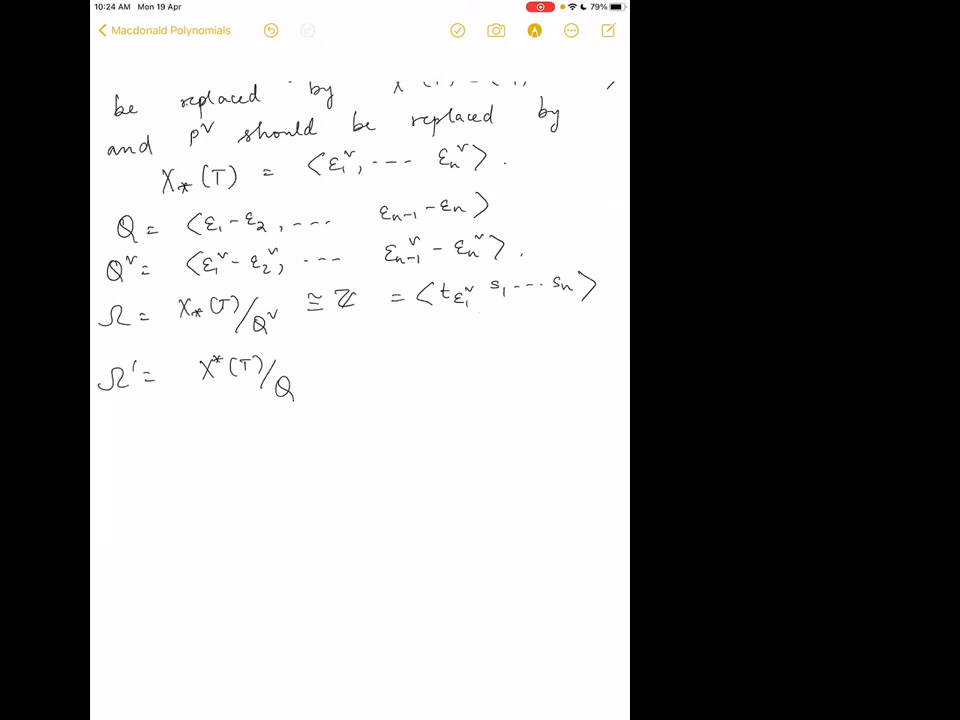 10:24 AM Mon 19 Apr 79%
Macdonald Polynomials
be replaced by X
and P^∨ should be replaced by
X_*(T) = ⟨ε_1^∨, ---- ε_n^∨⟩.
Q = ⟨ε_1 - ε_2, ---- ε_{n-1} - ε_n⟩
Q^∨ = ⟨ε_1^∨ - ε_2^∨, --- ε_{n-1}^∨ - ε_n^∨⟩.
Ω = X_*(T)/Q^∨ ≅ ℤ = ⟨t_{ε_1^∨} s_1 --- s_n⟩
Ω' = X^*(T)/Q